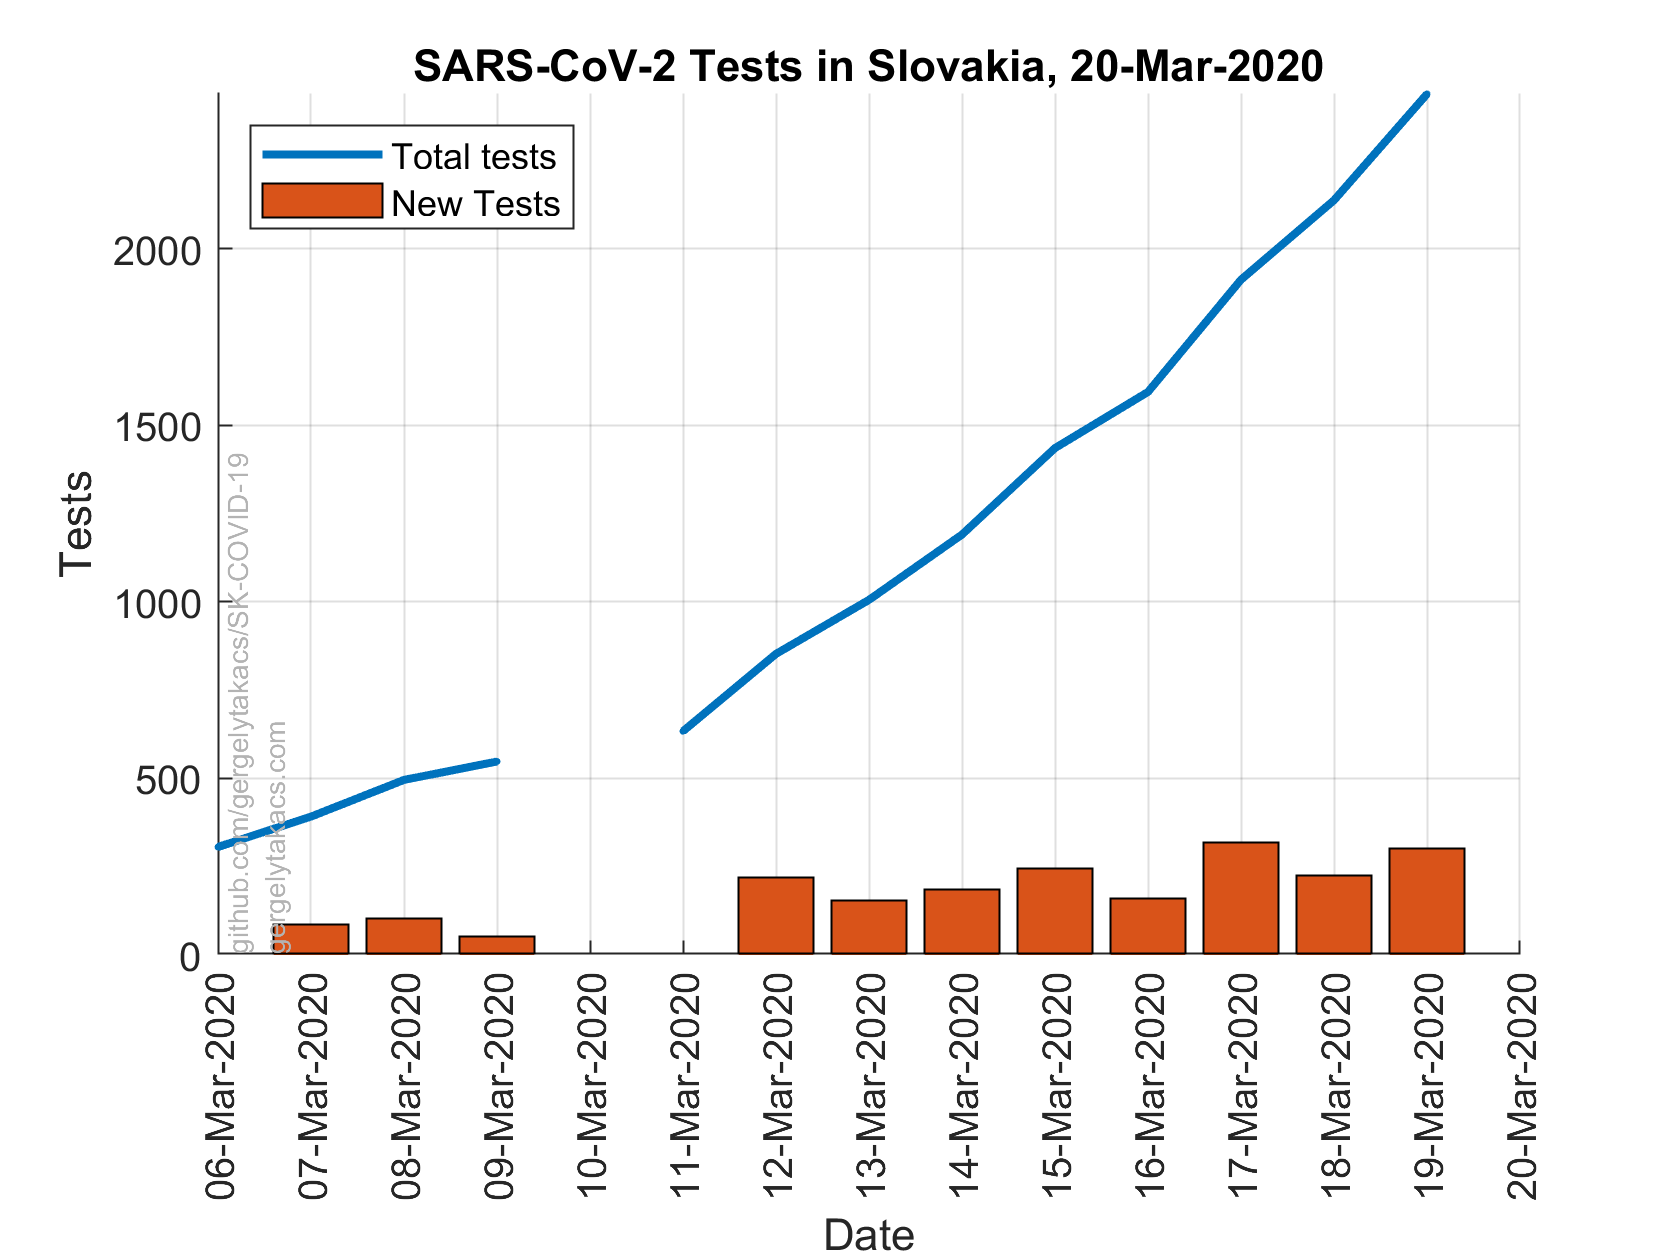 SARS-CoV-2 Tests in Slovakia, 20-Mar-2020
Total tests
New Tests
2000
1500
1000
500
0
Tests
github.com/gergelytakacs/SK-COVID-19
gergelytakacs.com
06-Mar-2020
07-Mar-2020
08-Mar-2020
09-Mar-2020
10-Mar-2020
11-Mar-2020
12-Mar-2020
13-Mar-2020
14-Mar-2020
15-Mar-2020
16-Mar-2020
17-Mar-2020
18-Mar-2020
19-Mar-2020
20-Mar-2020
Date